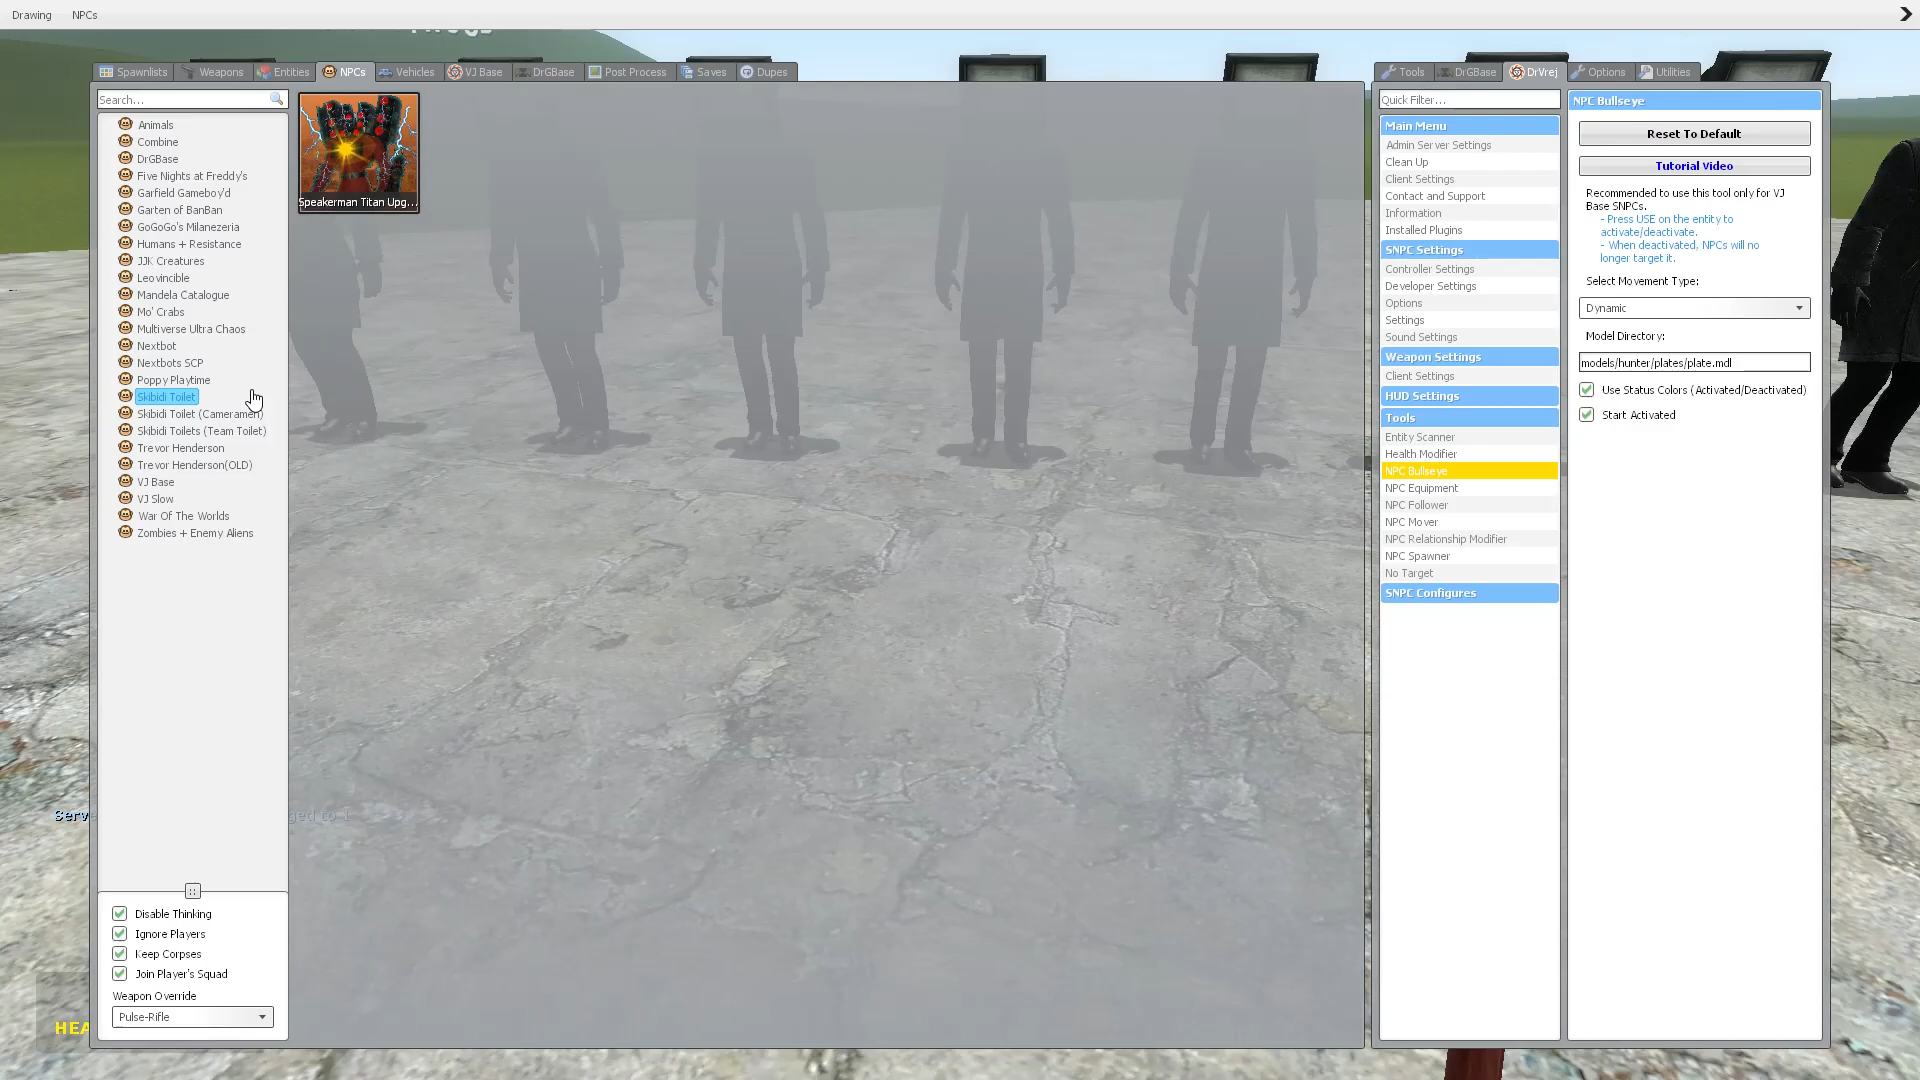 Drawing NPCs
Spawnlists Weapons Entities NPCs Vehicles VJ Base DrGBase Post Process Saves Dupes
Tools DrGBase DrVrej Options Utilities
Search...
Animals
Combine
DrGBase
Five Nights at Freddy's
Garfield Gameboy'd
Garten of BanBan
GoGoGo's Milanezeria
Humans + Resistance
JJK Creatures
Leovincible
Mandela Catalogue
Mo' Crabs
Multiverse Ultra Chaos
Nextbot
Nextbots SCP
Poppy Playtime
Skibidi Toilet
Skibidi Toilet (Cameramen)
Skibidi Toilets (Team Toilet)
Trevor Henderson
Trevor Henderson(OLD)
VJ Base
VJ Slow
War Of The Worlds
Zombies + Enemy Aliens
Disable Thinking
Ignore Players
Keep Corpses
Join Player's Squad
Weapon Override
Pulse-Rifle
Speakerman Titan Upg...
Serv
ged to 1
HEA
Quick Filter...
Main Menu
Admin Server Settings
Clean Up
Client Settings
Contact and Support
Information
Installed Plugins
SNPC Settings
Controller Settings
Developer Settings
Options
Settings
Sound Settings
Weapon Settings
Client Settings
HUD Settings
Tools
Entity Scanner
Health Modifier
NPC Bullseye
NPC Equipment
NPC Follower
NPC Mover
NPC Relationship Modifier
NPC Spawner
No Target
SNPC Configures
NPC Bullseye
Reset To Default
Tutorial Video
Recommended to use this tool only for VJ
Base SNPCs.
- Press USE on the entity to
activate/deactivate.
- When deactivated, NPCs will no
longer target it.
Select Movement Type:
Dynamic
Model Directory:
models/hunter/plates/plate.mdl
Use Status Colors (Activated/Deactivated)
Start Activated